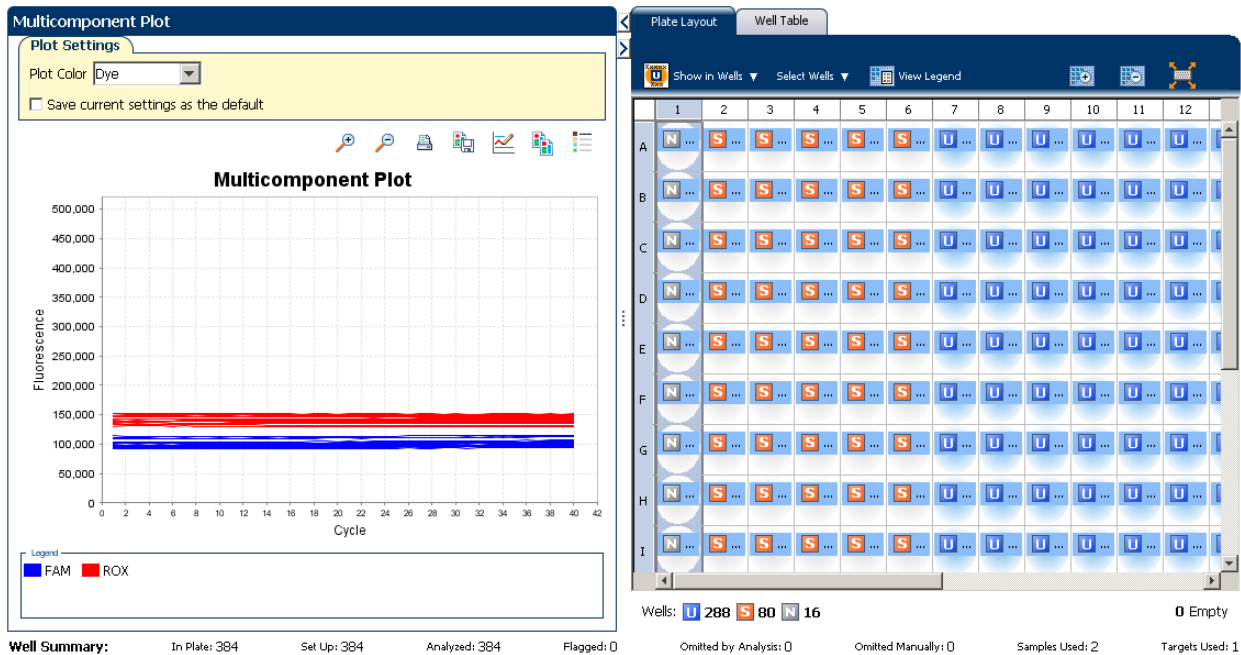 Multicomponent Plot
Plot Settings
Plot Color Dye
Save current settings as the default
Multicomponent Plot
500,000
450,000
400,000
350,000
300,000
250,000
200,000
150,000
100,000
50,000
0
Fluorescence
0 2 4 6 8 10 12 14 16 18 20 22 24 26 28 30 32 34 36 38 40 42
Cycle
Legend
FAM ROX
Plate Layout Well Table
Show in Wells ▼ Select Wells ▼ View Legend
1 2 3 4 5 6 7 8 9 10 11 12
A N ... S ... S ... S ... S ... S ... U ... U ... U ... U ... U ... U ...
B N ... S ... S ... S ... S ... S ... U ... U ... U ... U ... U ... U ...
C N ... S ... S ... S ... S ... S ... U ... U ... U ... U ... U ... U ...
D N ... S ... S ... S ... S ... S ... U ... U ... U ... U ... U ... U ...
E N ... S ... S ... S ... S ... S ... U ... U ... U ... U ... U ... U ...
F N ... S ... S ... S ... S ... S ... U ... U ... U ... U ... U ... U ...
G N ... S ... S ... S ... S ... S ... U ... U ... U ... U ... U ... U ...
H N ... S ... S ... S ... S ... S ... U ... U ... U ... U ... U ... U ...
I N ... S ... S ... S ... S ... S ... U ... U ... U ... U ... U ... U ...
Wells: U 288 S 80 N 16 0 Empty
Well Summary: In Plate: 384 Set Up: 384 Analyzed: 384 Flagged: 0 Omitted by Analysis: 0 Omitted Manually: 0 Samples Used: 2 Targets Used: 1